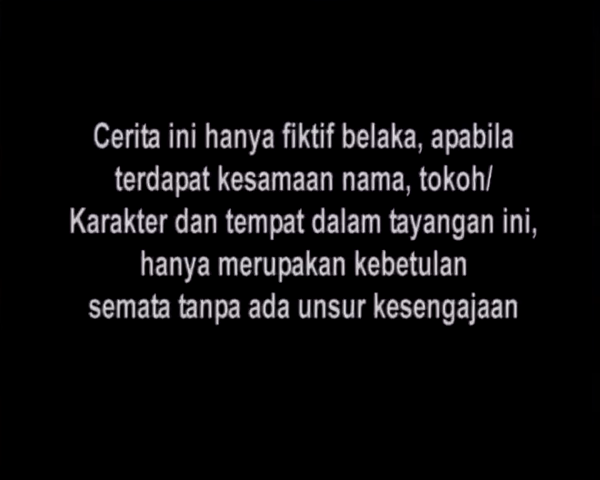 Cerita ini hanya fiktif belaka, apabila
terdapat kesamaan nama, tokoh/
Karakter dan tempat dalam tayangan ini,
hanya merupakan kebetulan
semata tanpa ada unsur kesengajaan